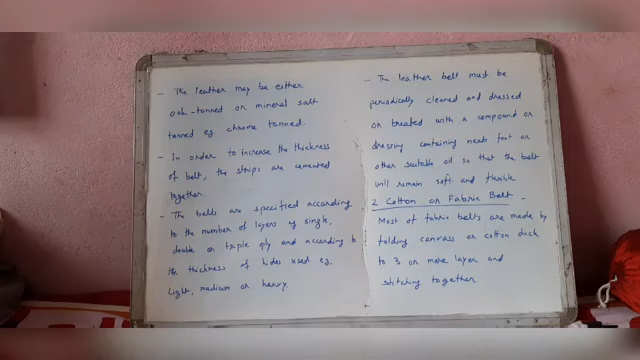 - The leather may be either
oak-tanned or mineral salt
tanned eg. chrome tanned.
- In order to increase the thickness
of belt, the strips are cemented
together.
- The belts are specified according
to the number of layers eg single,
double or triple ply and according to
the thickness of hides used eg.
Light, medium or heavy.
- The leather belt must be
periodically cleaned and dressed
or treated with a compound or
dressing containing neats foot or
other suitable oil so that the belt
will remain soft and flexible
2 Cotton or Fabric Belt -
Most of fabric belts are made by
folding canvass or cotton duck
to 3 or more layer and
stitching together